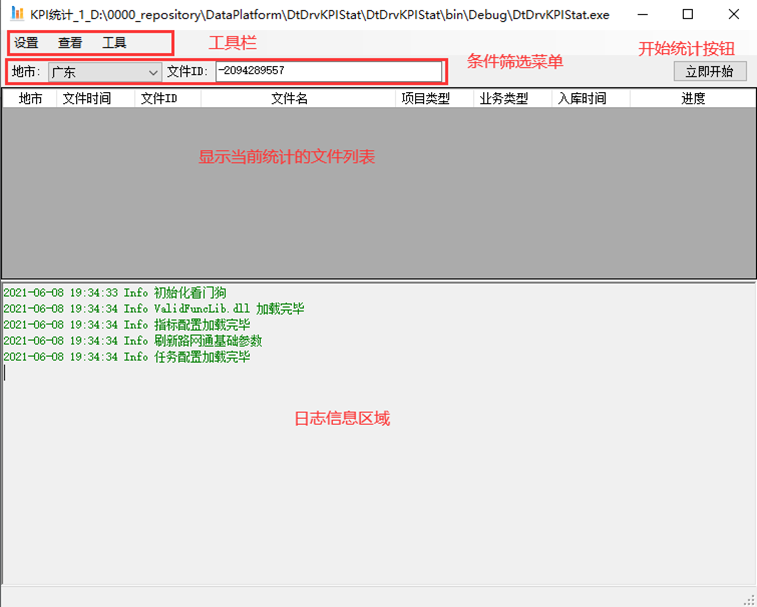 KPI统计_1_D:\0000_repository\DataPlatform\DtDrvKPIStat\DtDrvKPIStat\bin\Debug\DtDrvKPIStat.exe
设置 查看 工具 工具栏
条件筛选菜单 开始统计按钮
地市: 广东 文件ID: -2094289557 立即开始
地市 文件时间 文件ID 文件名 项目类型 业务类型 入库时间 进度
显示当前统计的文件列表
2021-06-08 19:34:33 Info 初始化看门狗
2021-06-08 19:34:34 Info ValidFuncLib.dll 加载完毕
2021-06-08 19:34:34 Info 指标配置加载完毕
2021-06-08 19:34:34 Info 刷新路网通基础参数
2021-06-08 19:34:34 Info 任务配置加载完毕
日志信息区域